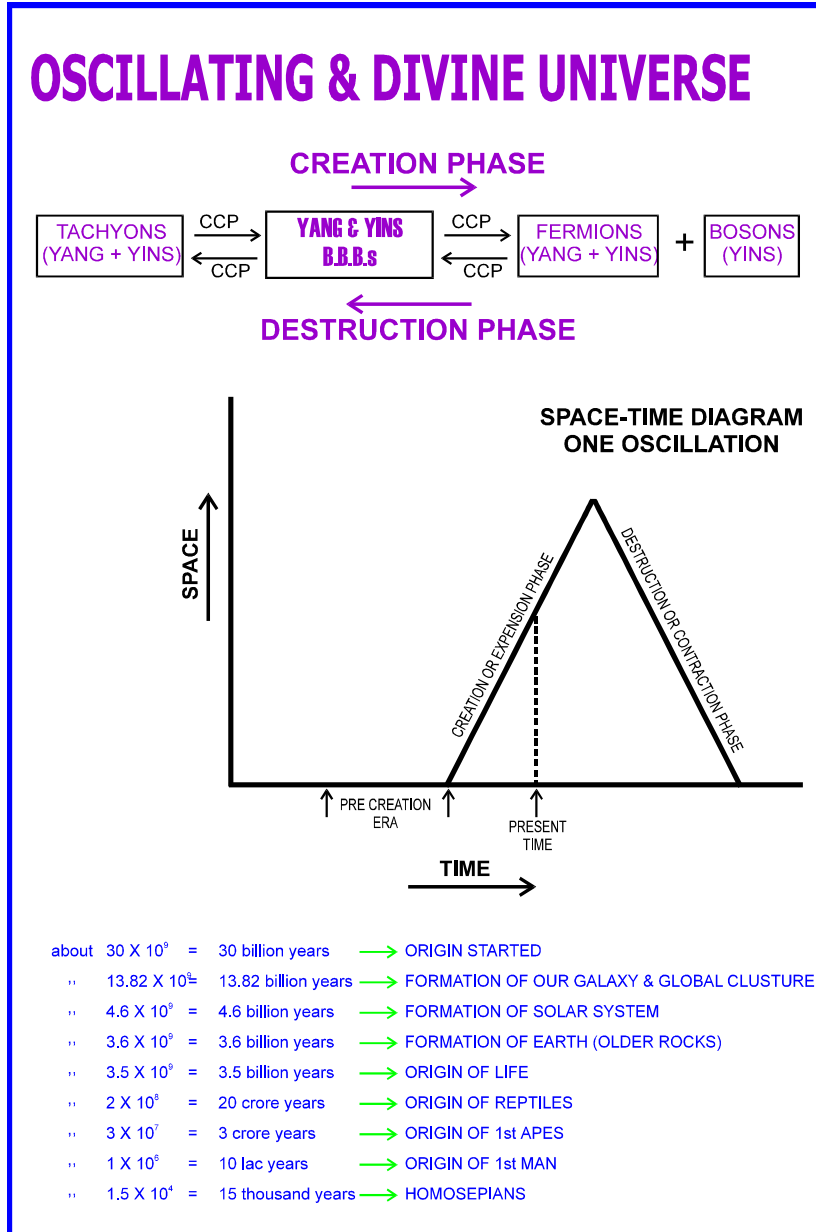 OSCILLATING & DIVINE UNIVERSE
CREATION PHASE
TACHYONS
(YANG + YINS)
CCP
CCP
YANG & YINS
B.B.B.s
CCP
CCP
FERMIONS
(YANG + YINS)
+
BOSONS
(YINS)
DESTRUCTION PHASE
SPACE-TIME DIAGRAM
ONE OSCILLATION
SPACE
CREATION OR EXPENSION PHASE
DESTRUCTION OR CONTRACTION PHASE
PRE CREATION
ERA
PRESENT
TIME
TIME
about 30 X 10⁹ = 30 billion years → ORIGIN STARTED
,, 13.82 X 10⁹= 13.82 billion years → FORMATION OF OUR GALAXY & GLOBAL CLUSTURE
,, 4.6 X 10⁹ = 4.6 billion years → FORMATION OF SOLAR SYSTEM
,, 3.6 X 10⁹ = 3.6 billion years → FORMATION OF EARTH (OLDER ROCKS)
,, 3.5 X 10⁹ = 3.5 billion years → ORIGIN OF LIFE
,, 2 X 10⁸ = 20 crore years → ORIGIN OF REPTILES
,, 3 X 10⁷ = 3 crore years → ORIGIN OF 1st APES
,, 1 X 10⁶ = 10 lac years → ORIGIN OF 1st MAN
,, 1.5 X 10⁴ = 15 thousand years → HOMOSEPIANS